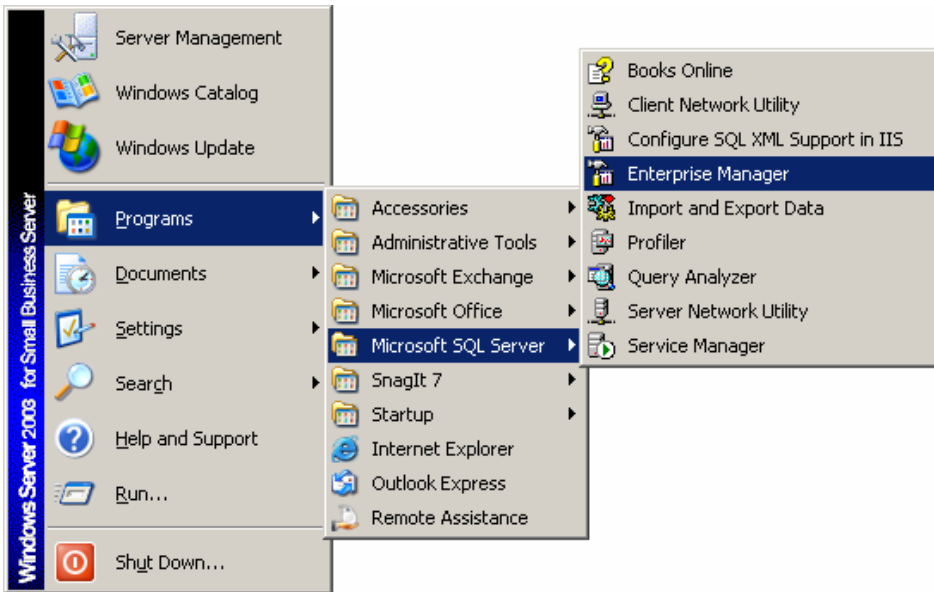 Windows Server 2003 for Small Business Server
Server Management
Windows Catalog
Windows Update
Programs
Documents
Settings
Search
Help and Support
Run...
Shut Down...
Accessories
Administrative Tools
Microsoft Exchange
Microsoft Office
Microsoft SQL Server
SnagIt 7
Startup
Internet Explorer
Outlook Express
Remote Assistance
Books Online
Client Network Utility
Configure SQL XML Support in IIS
Enterprise Manager
Import and Export Data
Profiler
Query Analyzer
Server Network Utility
Service Manager